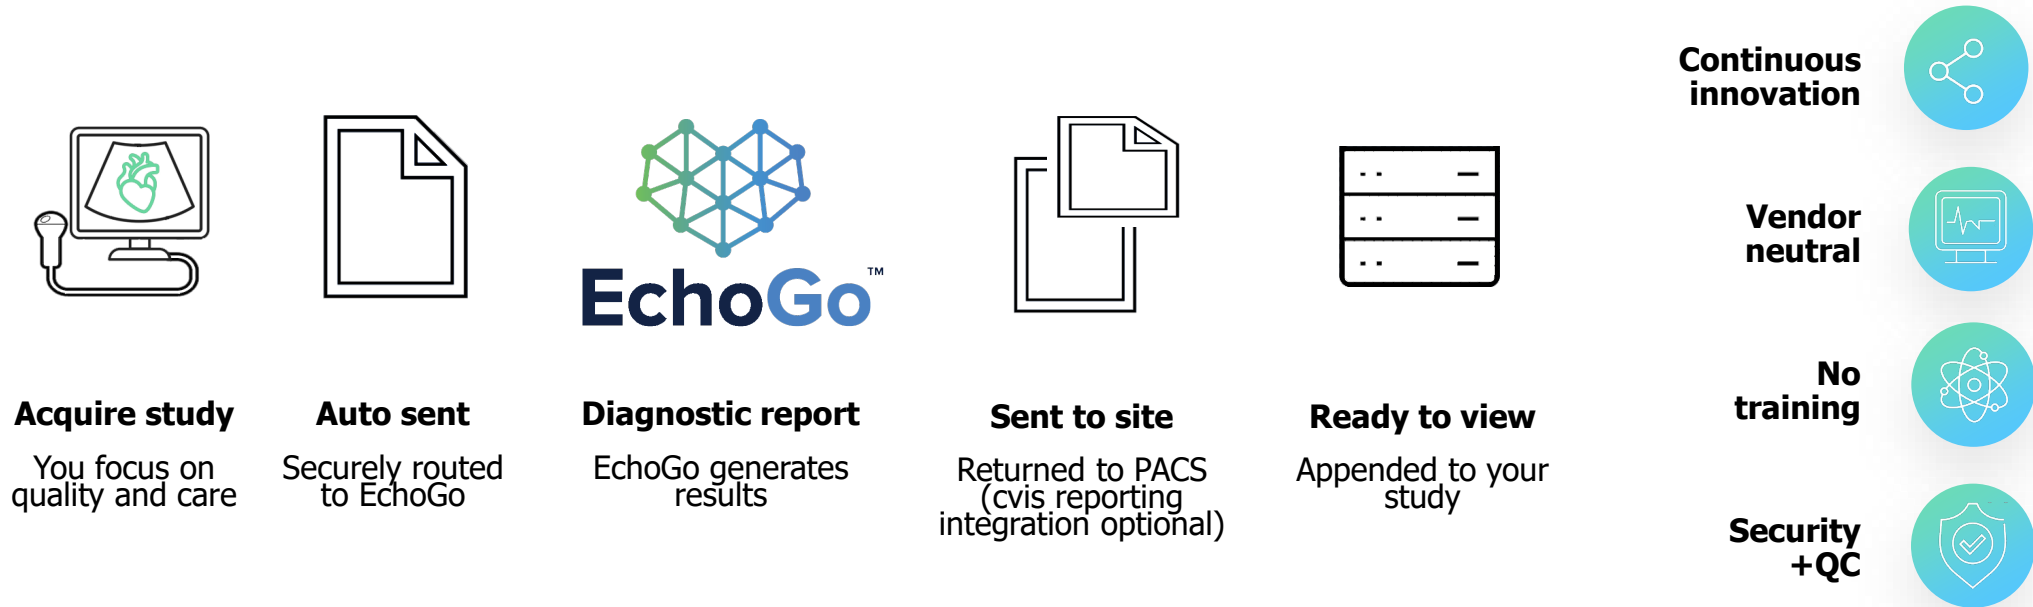 EchoGo™
Acquire study
You focus on
quality and care
Auto sent
Securely routed
to EchoGo
Diagnostic report
EchoGo generates
results
Sent to site
Returned to PACS
(cvis reporting
integration optional)
Ready to view
Appended to your
study
Continuous
innovation
Vendor
neutral
No
training
Security
+QC